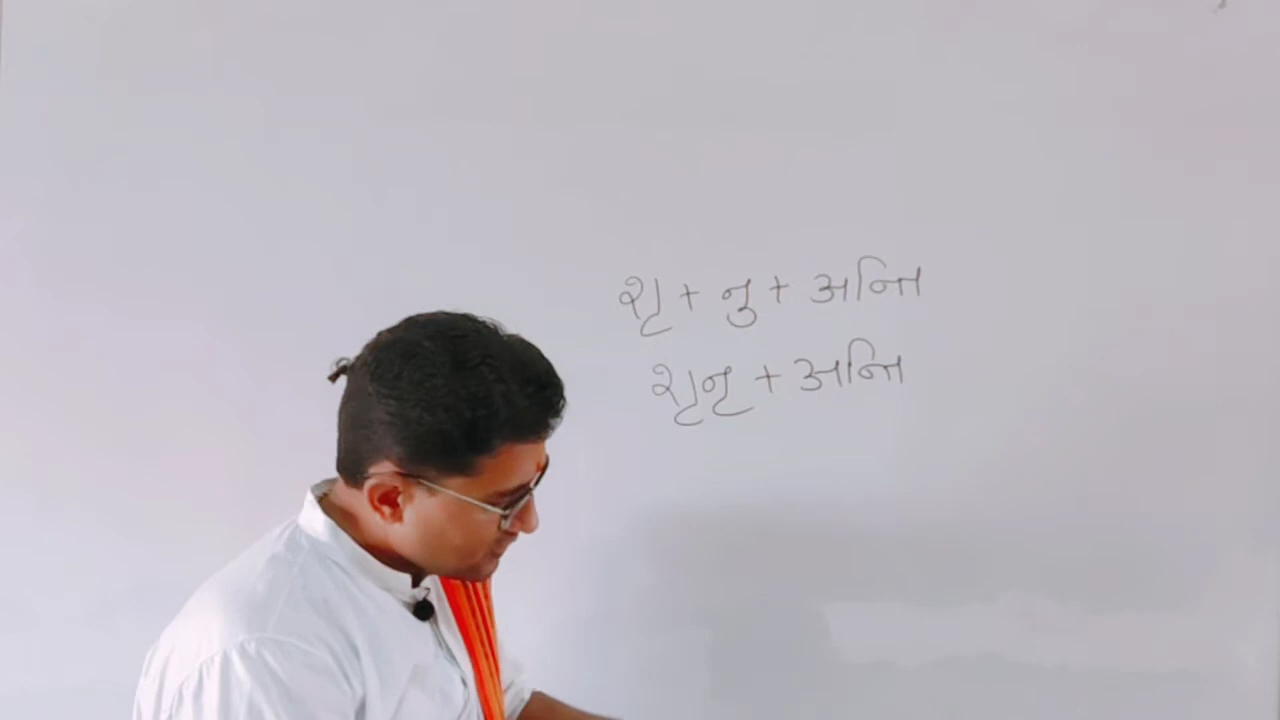 शृ + नु + अन्ति
शृनु + अन्ति